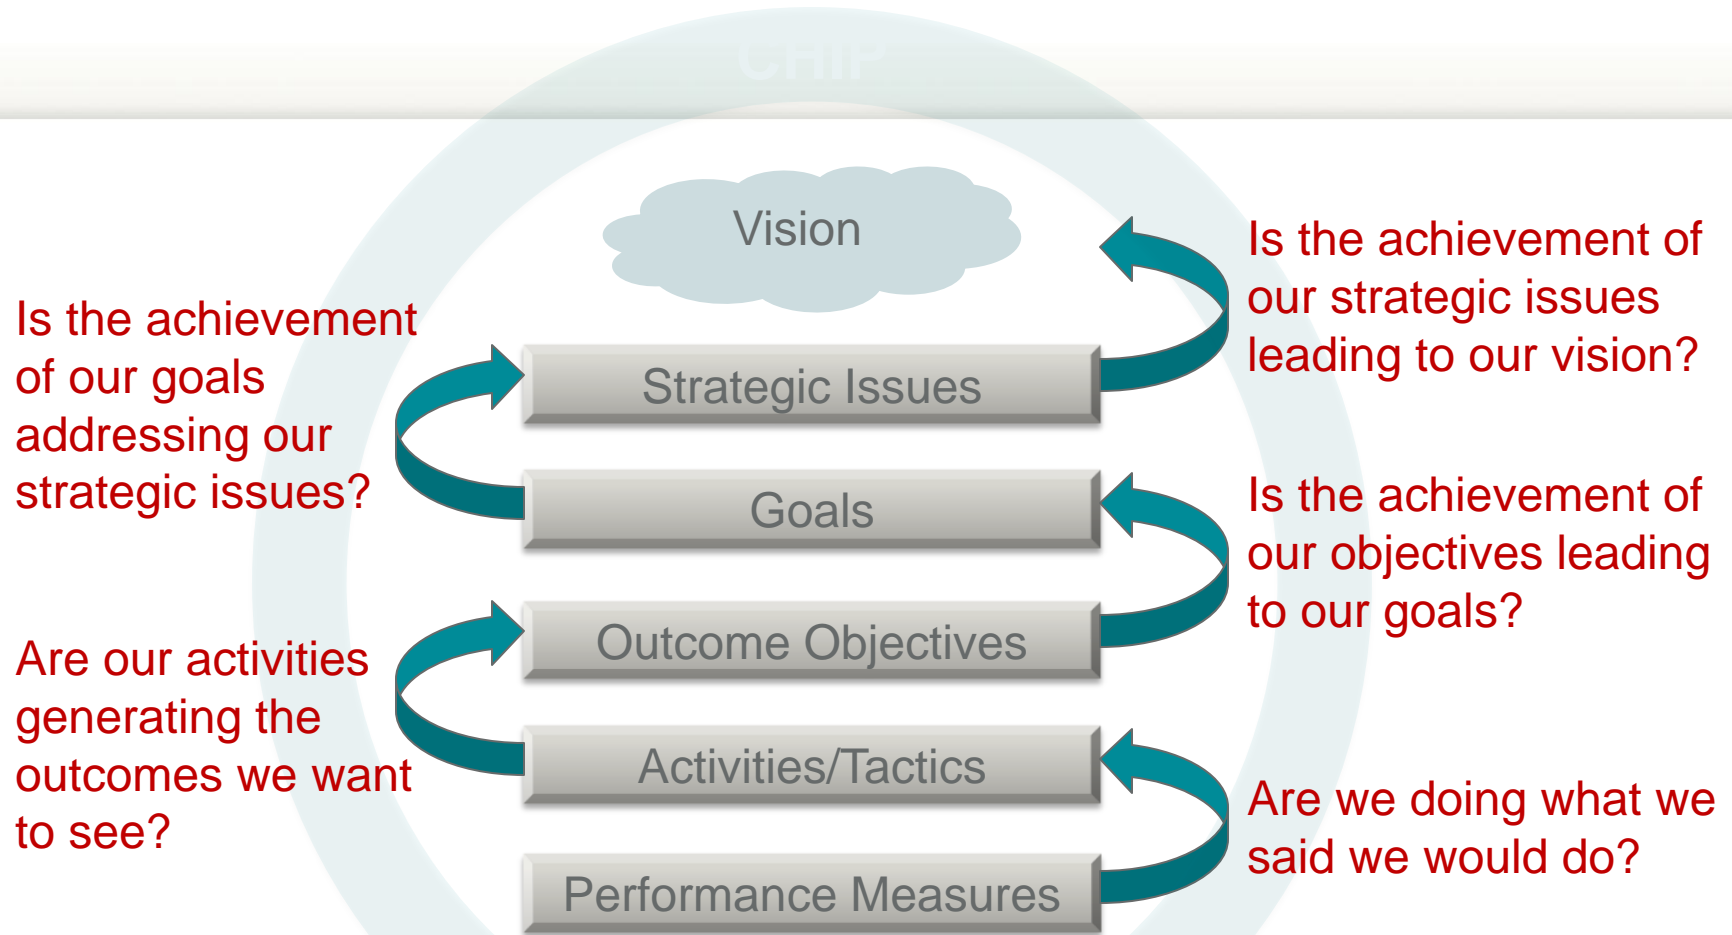 CHIP
Vision
Is the achievement of
our strategic issues
leading to our vision?
Is the achievement
of our goals
addressing our
strategic issues?
Strategic Issues
Goals
Is the achievement of
our objectives leading
to our goals?
Outcome Objectives
Are our activities
generating the
outcomes we want
to see?
Activities/Tactics
Are we doing what we
said we would do?
Performance Measures